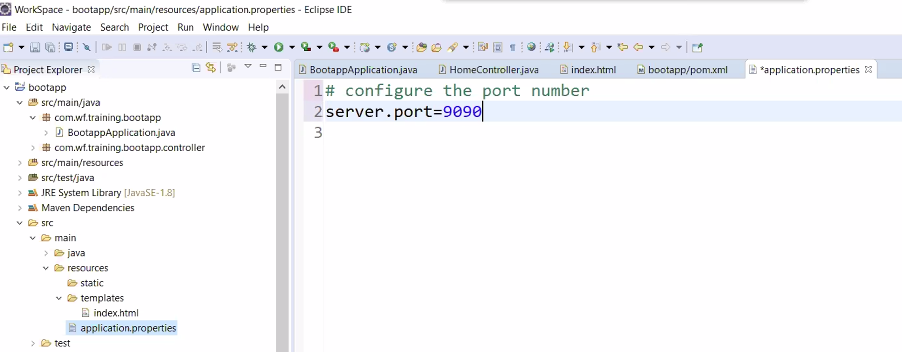 WorkSpace - bootapp/src/main/resources/application.properties - Eclipse IDE
File Edit Navigate Search Project Run Window Help
Project Explorer
BootappApplication.java HomeController.java index.html bootapp/pom.xml *application.properties
bootapp
src/main/java
com.wf.training.bootapp
BootappApplication.java
com.wf.training.bootapp.controller
src/main/resources
src/test/java
JRE System Library [JavaSE-1.8]
Maven Dependencies
src
main
java
resources
static
templates
index.html
application.properties
test
1 # configure the port number
2 server.port=9090
3